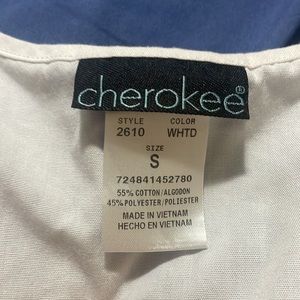 cherokee®
STYLE COLOR
2610 WHTD
SIZE
S
724841452780
55% COTTON/ALGODON
45% POLYESTER/POLIESTER
MADE IN VIETNAM
HECHO EN VIETNAM